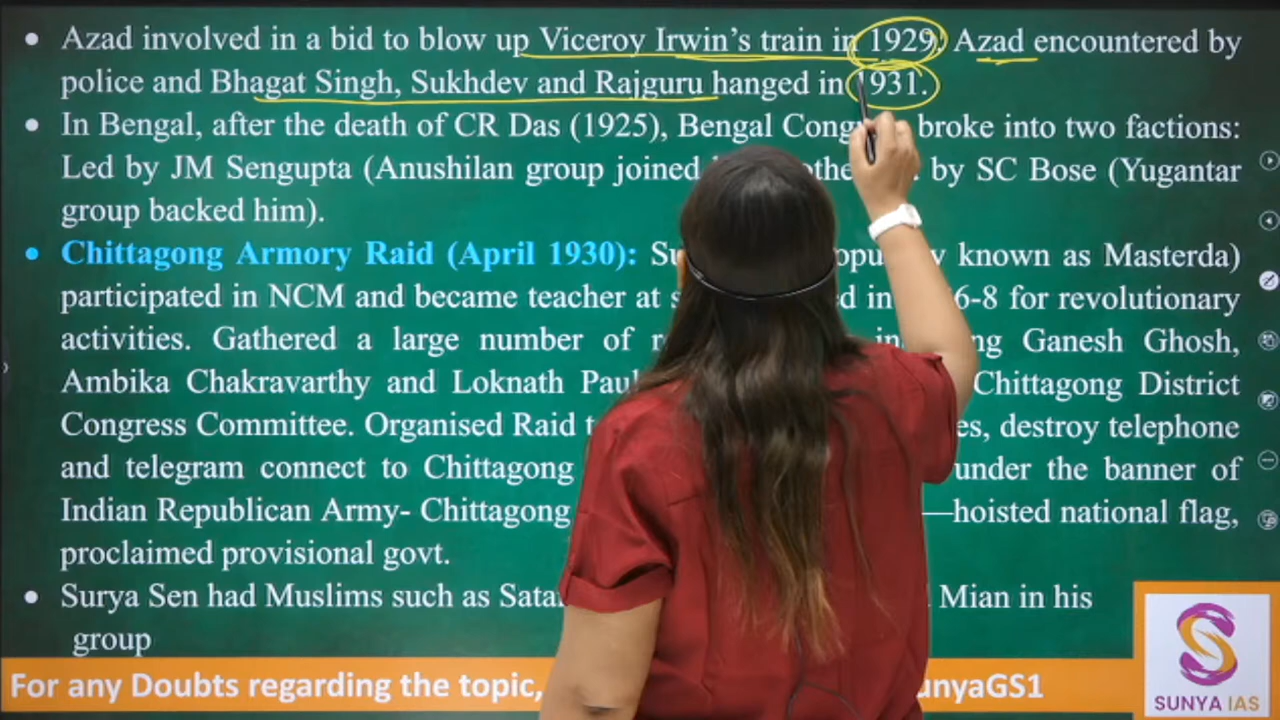 • Azad involved in a bid to blow up Viceroy Irwin's train in 1929. Azad encountered by
police and Bhagat Singh, Sukhdev and Rajguru hanged in 1931.
• In Bengal, after the death of CR Das (1925), Bengal broke into two factions:
Led by JM Sengupta (Anushilan group joined by SC Bose (Yugantar
group backed him).
• Chittagong Armory Raid (April 1930): known as Masterda)
participated in NCM and became teacher at for revolutionary
activities. Gathered a large number of Ganesh Ghosh,
Ambika Chakravarthy and Loknath Chittagong District
Congress Committee. Organised Raid destroy telephone
and telegram connect to Chittagong under the banner of
Indian Republican Army- Chittagong —hoisted national flag,
proclaimed provisional govt.
• Surya Sen had Muslims such as Mian in his
group
For any Doubts regarding the topic,
SUNYA IAS